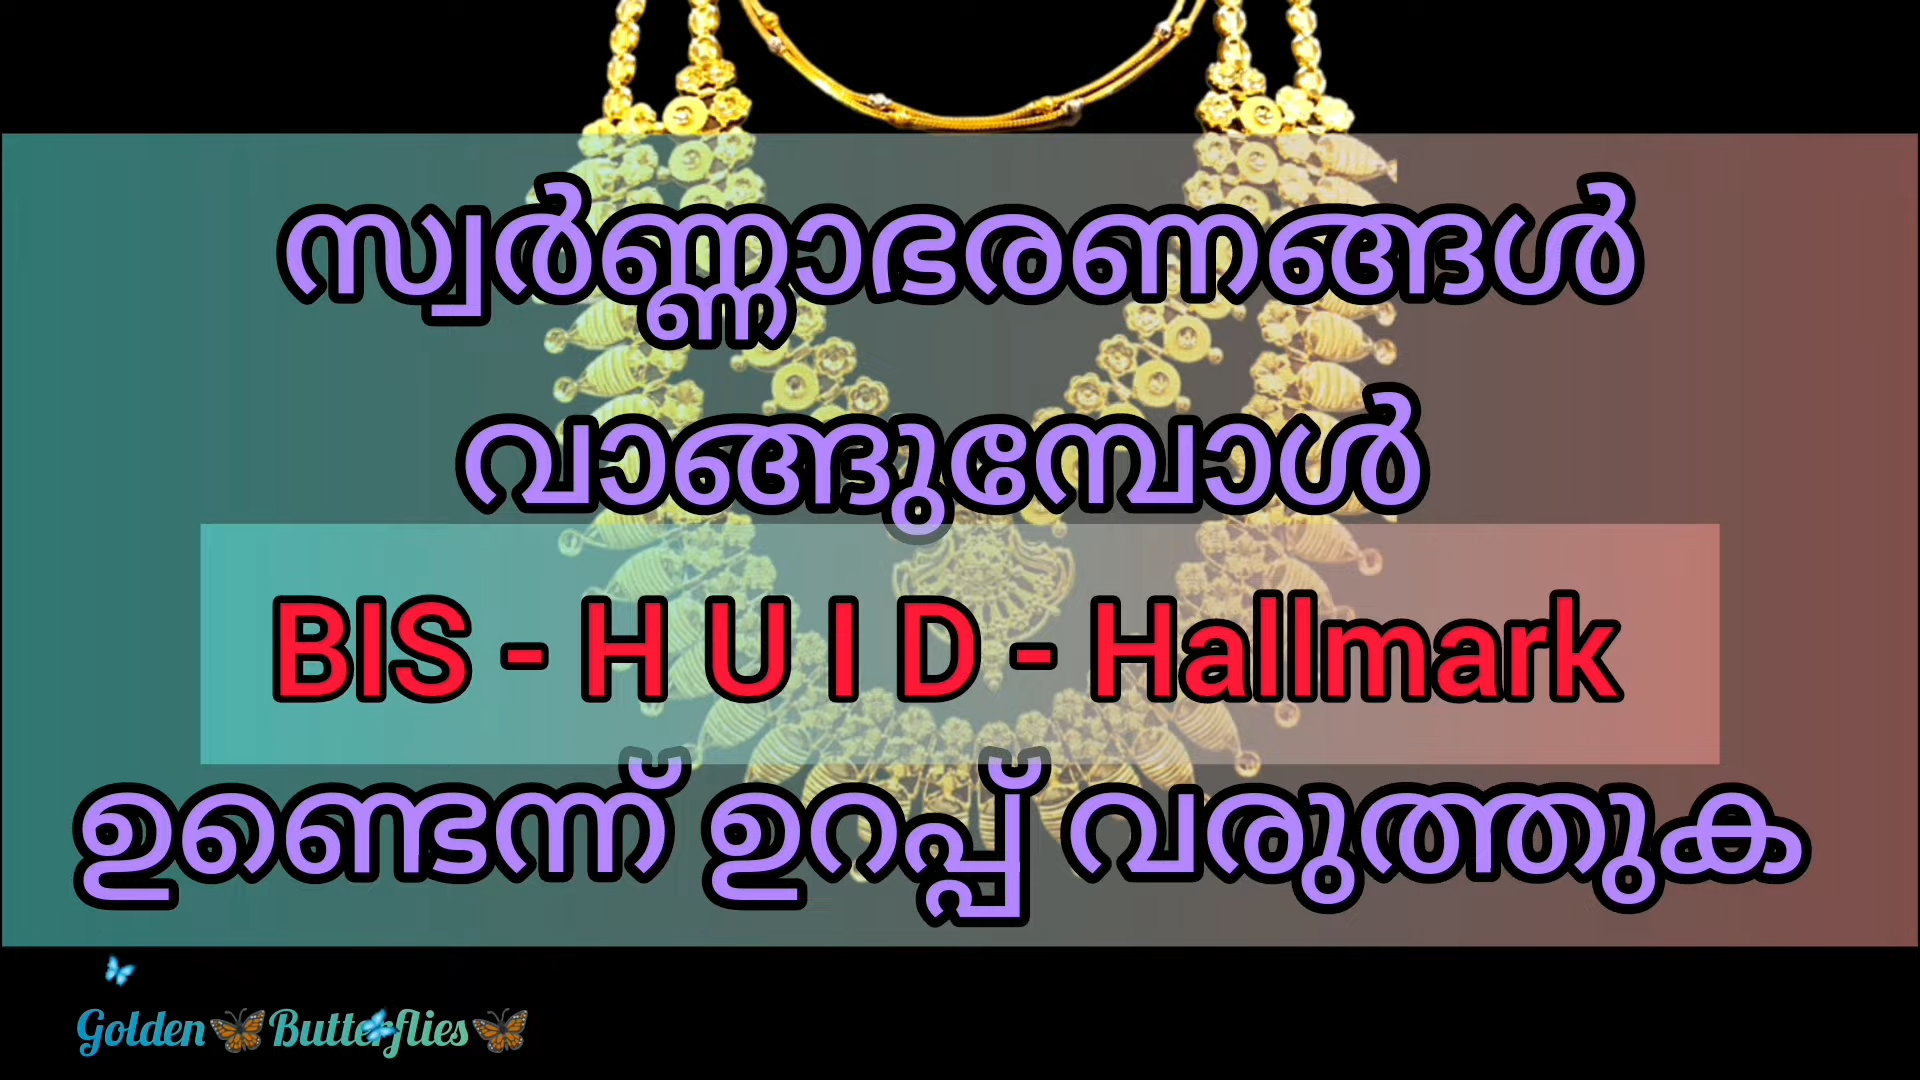 സ്വർണ്ണാഭരണങ്ങൾ
വാങ്ങുമ്പോൾ
BIS - H U I D - Hallmark
ഉണ്ടെന്ന് ഉറപ്പ് വരുത്തുക
Golden🦋Butterflies🦋